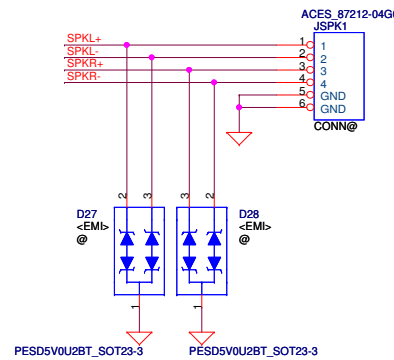 ACES_87212-04G
JSPK1
SPKL+
SPKL-
SPKR+
SPKR-
1 1
2 2
3 3
4 4
5 GND
6 GND
CONN@
2 3 3 2
D27
<EMI>
@
D28
<EMI>
@
1 1
PESD5V0U2BT_SOT23-3 PESD5V0U2BT_SOT23-3